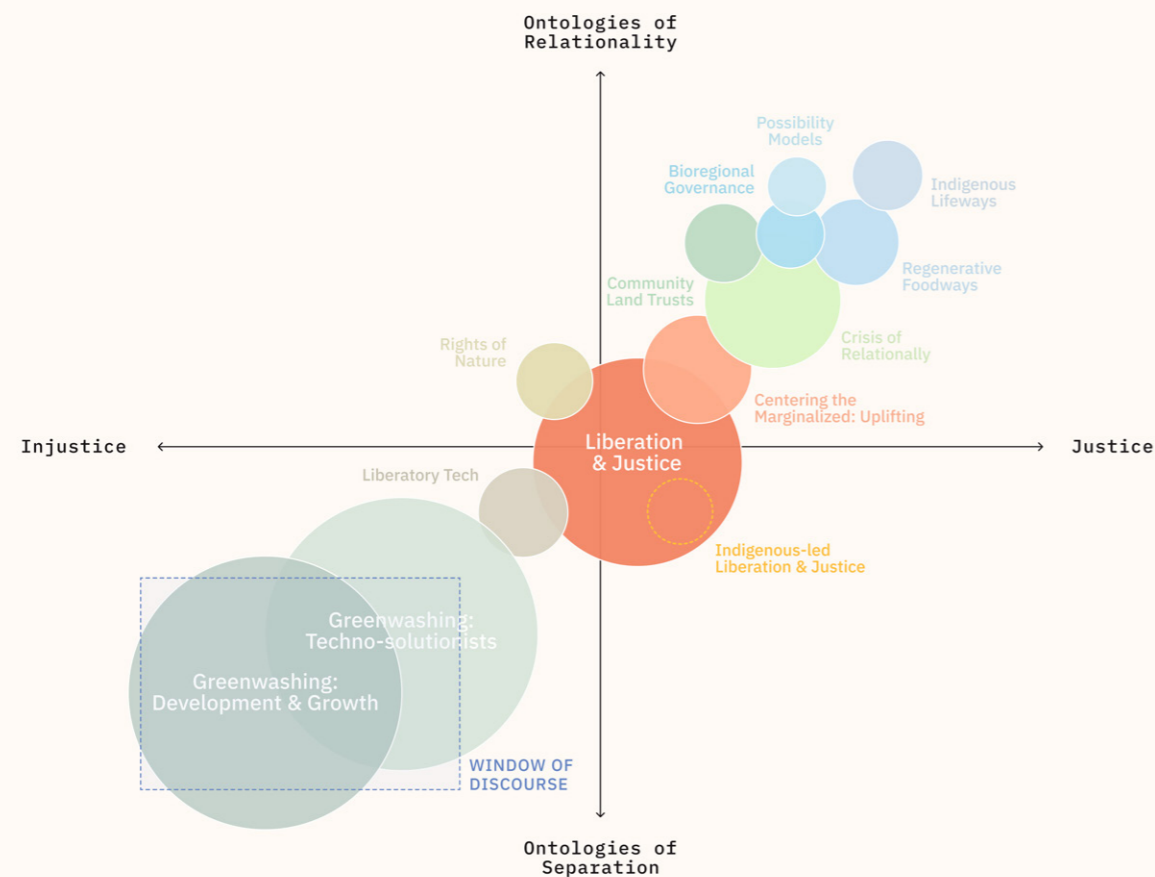 Ontologies of
Relationality
Possibility
Models
Bioregional
Governance
Indigenous
Lifeways
Regenerative
Foodways
Community
Land Trusts
Crisis of
Relationally
Rights of
Nature
Centering the
Marginalized: Uplifting
Injustice
Liberation
& Justice
Justice
Liberatory Tech
Indigenous-led
Liberation & Justice
Greenwashing:
Techno-solutionists
Greenwashing:
Development & Growth
WINDOW OF
DISCOURSE
Ontologies of
Separation